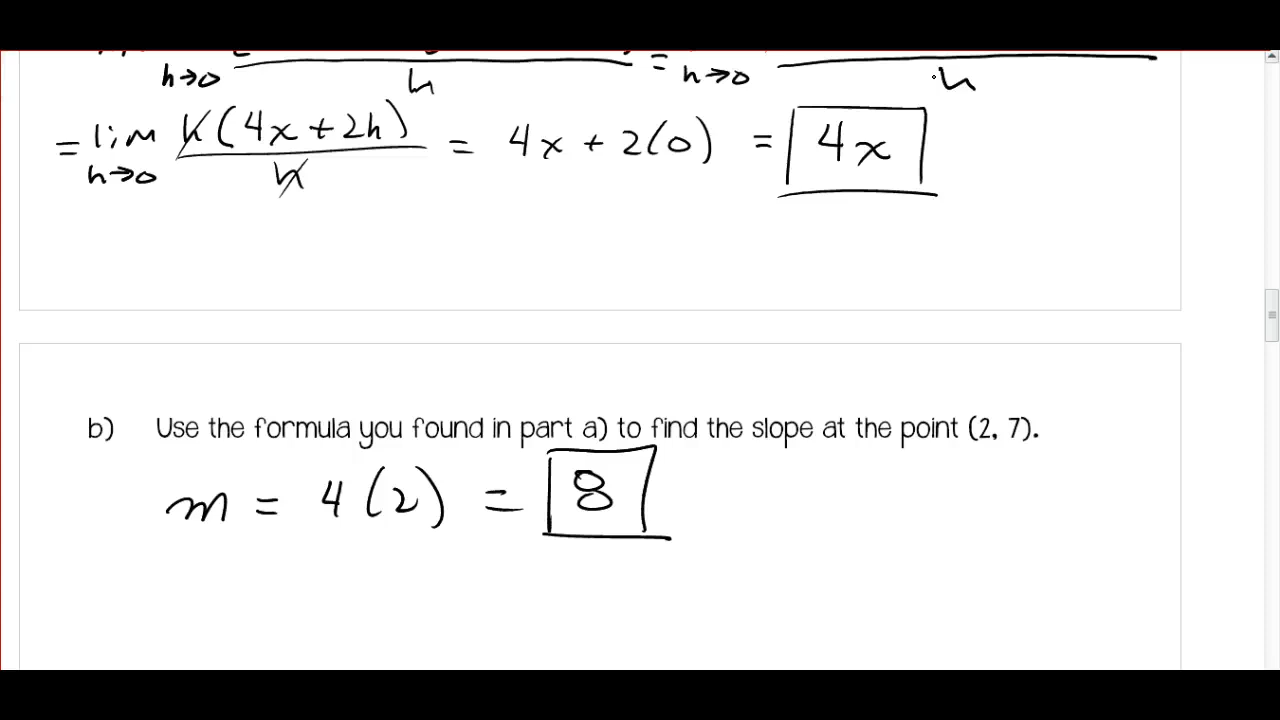 h→0 h = h→0 h
= lim h(4x+2h) / h = 4x + 2(0) = 4x
h→0
b) Use the formula you found in part a) to find the slope at the point (2, 7).
m = 4(2) = 8